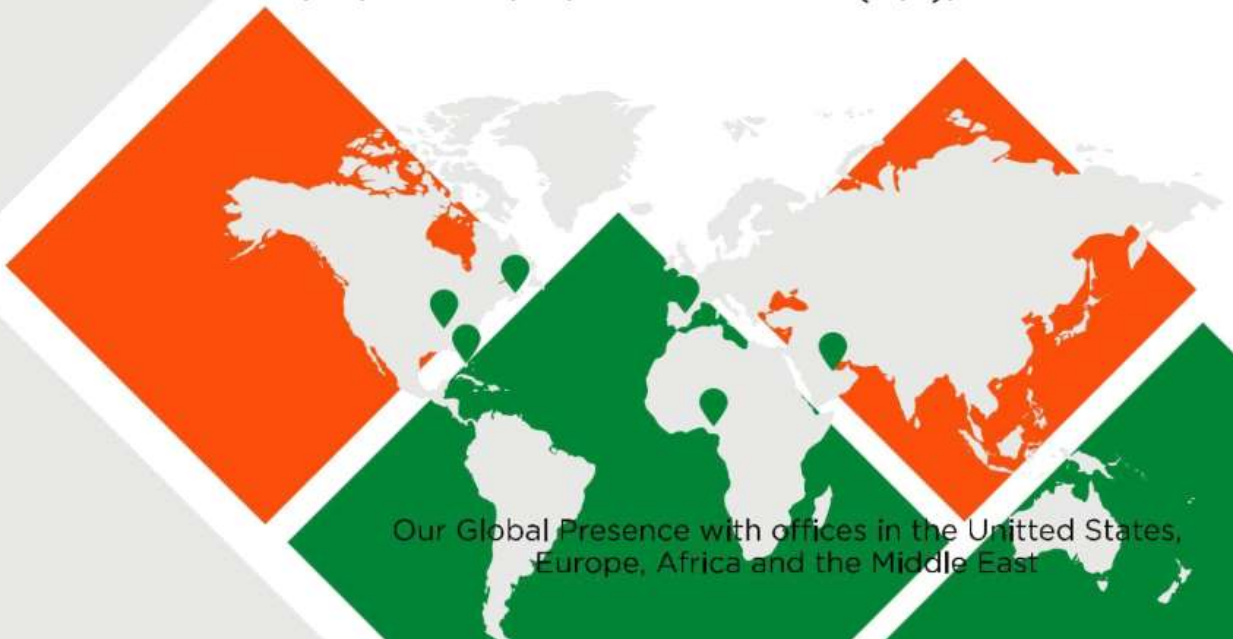 Our Global Presence with offices in the Unitted States,
Europe, Africa and the Middle East